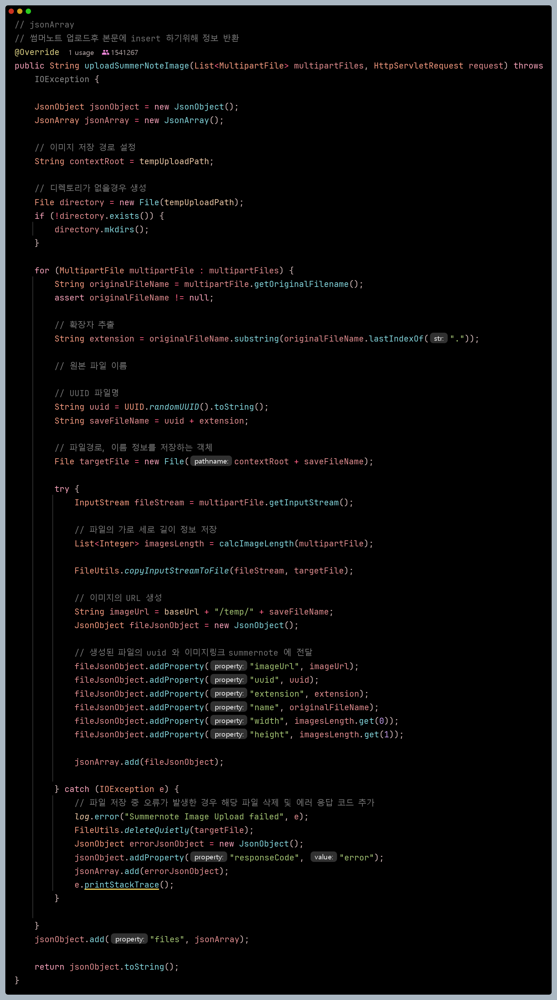 // jsonArray
// 썸머노트 업로드후 본문에 insert 하기위해 정보 반환
@Override 1 usage 1541267
public String uploadSummerNoteImage(List<MultipartFile> multipartFiles, HttpServletRequest request) throws
IOException {
JsonObject jsonObject = new JsonObject();
JsonArray jsonArray = new JsonArray();
// 이미지 저장 경로 설정
String contextRoot = tempUploadPath;
// 디렉토리가 없을경우 생성
File directory = new File(tempUploadPath);
if (!directory.exists()) {
directory.mkdirs();
}
for (MultipartFile multipartFile : multipartFiles) {
String originalFileName = multipartFile.getOriginalFilename();
assert originalFileName != null;
// 확장자 추출
String extension = originalFileName.substring(originalFileName.lastIndexOf( str: "."));
// 원본 파일 이름
// UUID 파일명
String uuid = UUID.randomUUID().toString();
String saveFileName = uuid + extension;
// 파일경로, 이름 정보를 저장하는 객체
File targetFile = new File( pathname: contextRoot + saveFileName);
try {
InputStream fileStream = multipartFile.getInputStream();
// 파일의 가로 세로 길이 정보 저장
List<Integer> imagesLength = calcImageLength(multipartFile);
FileUtils.copyInputStreamToFile(fileStream, targetFile);
// 이미지의 URL 생성
String imageUrl = baseUrl + "/temp/" + saveFileName;
JsonObject fileJsonObject = new JsonObject();
// 생성된 파일의 uuid 와 이미지링크 summernote 에 전달
fileJsonObject.addProperty( property: "imageUrl", imageUrl);
fileJsonObject.addProperty( property: "uuid", uuid);
fileJsonObject.addProperty( property: "extension", extension);
fileJsonObject.addProperty( property: "name", originalFileName);
fileJsonObject.addProperty( property: "width", imagesLength.get(0));
fileJsonObject.addProperty( property: "height", imagesLength.get(1));
jsonArray.add(fileJsonObject);
} catch (IOException e) {
// 파일 저장 중 오류가 발생한 경우 해당 파일 삭제 및 에러 응답 코드 추가
log.error("Summernote Image Upload failed", e);
FileUtils.deleteQuietly(targetFile);
JsonObject errorJsonObject = new JsonObject();
jsonObject.addProperty( property: "responseCode", value: "error");
jsonArray.add(errorJsonObject);
e.printStackTrace();
}
}
jsonObject.add( property: "files", jsonArray);
return jsonObject.toString();
}